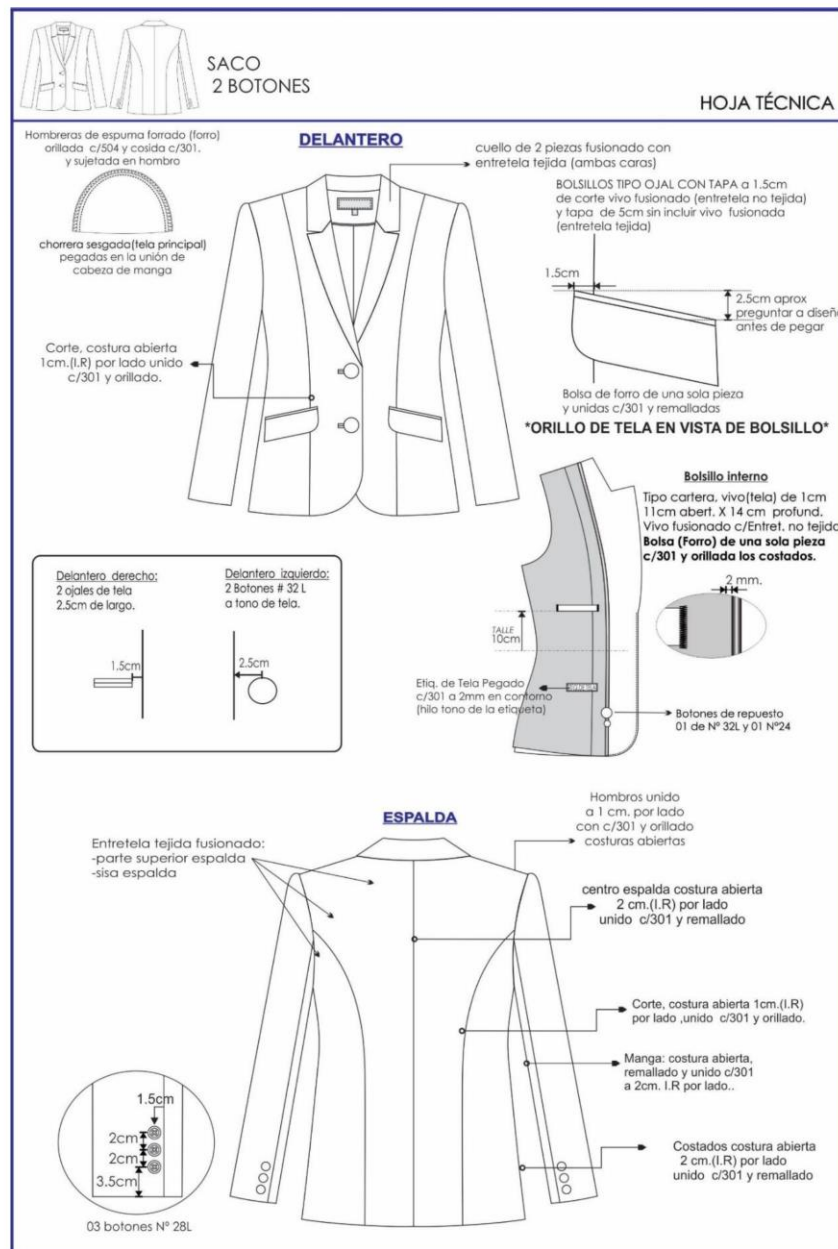 SACO
2 BOTONES
HOJA TÉCNICA
Hombreras de espuma forrado (forro)
orillada c/504 y cosida c/301.
y sujetada en hombro
chorrera sesgada(tela principal)
pegadas en la unión de
cabeza de manga
DELANTERO
cuello de 2 piezas fusionado con
entretela tejida (ambas caras)
BOLSILLOS TIPO OJAL CON TAPA a 1.5cm
de corte vivo fusionado (entretela no tejida)
y tapa de 5cm sin incluir vivo fusionada
(entretela tejida)
1.5cm
2.5cm aprox
preguntar a diseño
antes de pegar
Corte, costura abierta
1cm.(I.R) por lado unido
c/301 y orillado.
Bolsa de forro de una sola pieza
y unidas c/301 y remalladas
*ORILLO DE TELA EN VISTA DE BOLSILLO*
Bolsillo interno
Tipo cartera, vivo(tela) de 1cm
11cm abert. X 14 cm profund.
Vivo fusionado c/Entret. no tejido
Bolsa (Forro) de una sola pieza
c/301 y orillada los costados.
2 mm.
TALLE
10cm
Etiq. de Tela Pegado
c/301 a 2mm en contorno
(hilo tono de la etiqueta)
Botones de repuesto
01 de Nº 32L y 01 Nº24
Delantero derecho:
2 ojales de tela
2.5cm de largo.
1.5cm
Delantero izquierdo:
2 Botones # 32 L
a tono de tela.
2.5cm
ESPALDA
Entretela tejida fusionado:
-parte superior espalda
-sisa espalda
Hombros unido
a 1 cm. por lado
con c/301 y orillado
costuras abiertas
centro espalda costura abierta
2 cm.(I.R) por lado
unido c/301 y remallado
Corte, costura abierta 1cm.(I.R)
por lado ,unido c/301 y orillado.
Manga: costura abierta,
remallado y unido c/301
a 2cm. I.R por lado..
Costados costura abierta
2 cm.(I.R) por lado
unido c/301 y remallado
1.5cm
2cm
2cm
3.5cm
03 botones Nº 28L